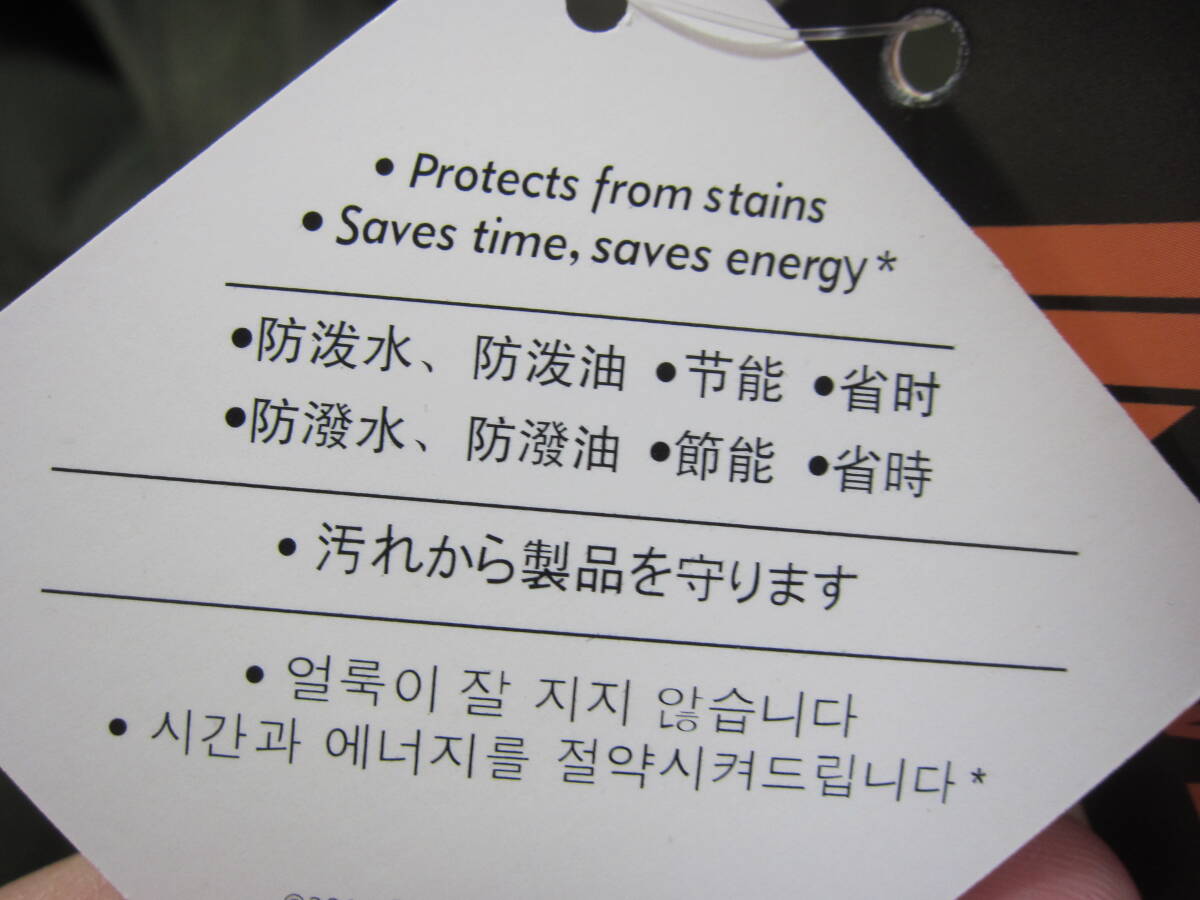 • Protects from stains
• Saves time, saves energy*
•防泼水、防泼油 •节能 •省时
•防潑水、防潑油 •節能 •省時
• 汚れから製品を守ります
• 얼룩이 잘 지지 않습니다
• 시간과 에너지를 절약시켜드립니다*